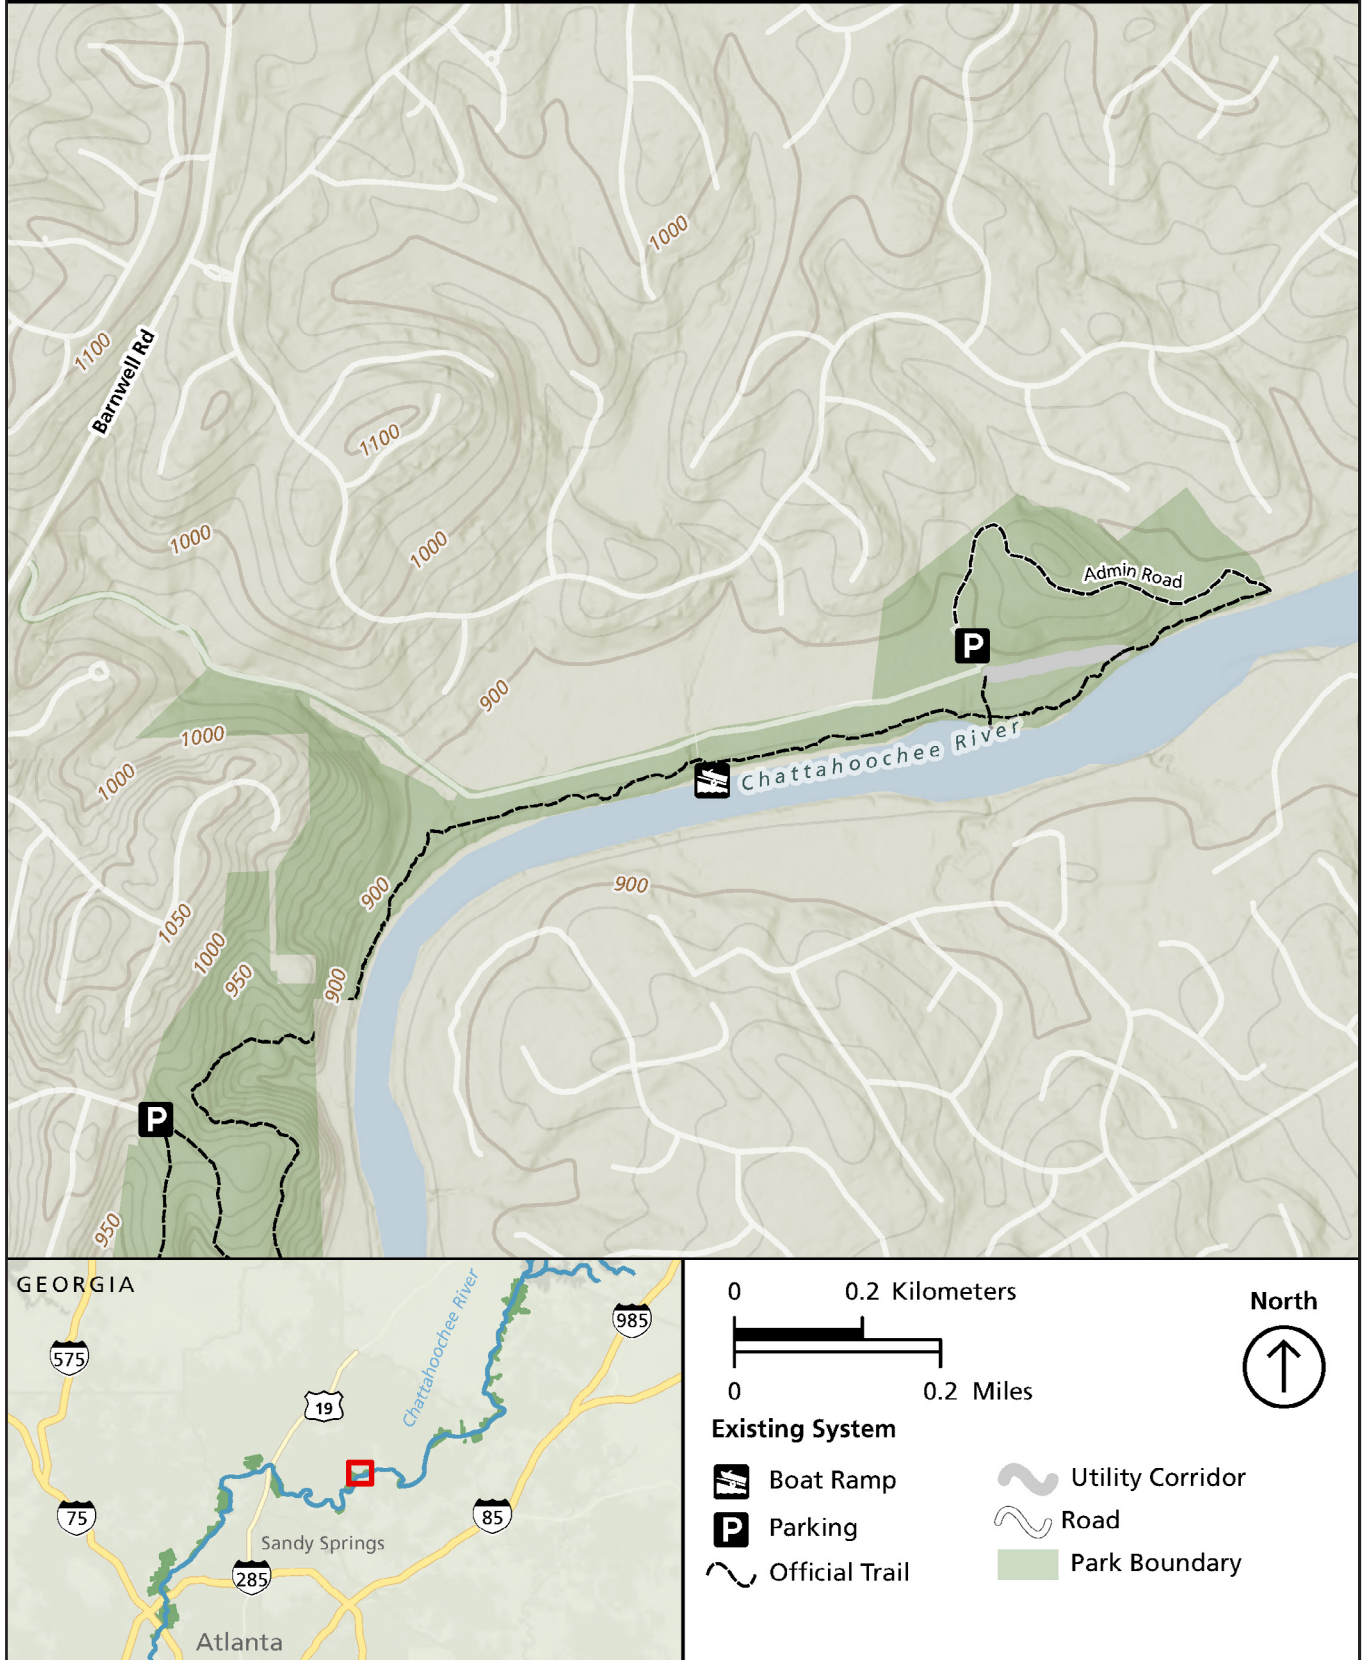 1000
1100
Barnwell Rd
1100
1000
1000
Admin Road
P
900
1000
Chattahoochee River
1000
900
900
1050
1000
950
900
P
950
GEORGIA
Chattahoochee River
985
575
19
75
85
Sandy Springs
285
Atlanta
0 0.2 Kilometers
0 0.2 Miles
North
Existing System
Boat Ramp
P Parking
Official Trail
Utility Corridor
Road
Park Boundary